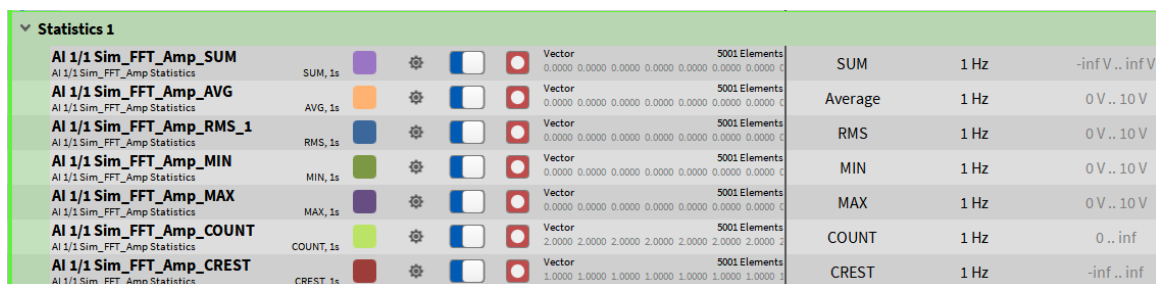 Statistics 1
AI 1/1 Sim_FFT_Amp_SUM Vector 5001 Elements
AI 1/1 Sim_FFT_Amp Statistics SUM, 1s 0.0000 0.0000 0.0000 0.0000 0.0000 0.0000 0.0000 SUM 1 Hz -inf V .. inf V
AI 1/1 Sim_FFT_Amp_AVG Vector 5001 Elements
AI 1/1 Sim_FFT_Amp Statistics AVG, 1s 0.0000 0.0000 0.0000 0.0000 0.0000 0.0000 0.0000 Average 1 Hz 0 V .. 10 V
AI 1/1 Sim_FFT_Amp_RMS_1 Vector 5001 Elements
AI 1/1 Sim_FFT_Amp Statistics RMS, 1s 0.0000 0.0000 0.0000 0.0000 0.0000 0.0000 0.0000 RMS 1 Hz 0 V .. 10 V
AI 1/1 Sim_FFT_Amp_MIN Vector 5001 Elements
AI 1/1 Sim_FFT_Amp Statistics MIN, 1s 0.0000 0.0000 0.0000 0.0000 0.0000 0.0000 0.0000 MIN 1 Hz 0 V .. 10 V
AI 1/1 Sim_FFT_Amp_MAX Vector 5001 Elements
AI 1/1 Sim_FFT_Amp Statistics MAX, 1s 0.0000 0.0000 0.0000 0.0000 0.0000 0.0000 0.0000 MAX 1 Hz 0 V .. 10 V
AI 1/1 Sim_FFT_Amp_COUNT Vector 5001 Elements
AI 1/1 Sim_FFT_Amp Statistics COUNT, 1s 2.0000 2.0000 2.0000 2.0000 2.0000 2.0000 2.0000 2 COUNT 1 Hz 0 .. inf
AI 1/1 Sim_FFT_Amp_CREST Vector 5001 Elements
AI 1/1 Sim_FFT_Amp Statistics CREST, 1s 1.0000 1.0000 1.0000 1.0000 1.0000 1.0000 1.0000 1 CREST 1 Hz -inf .. inf